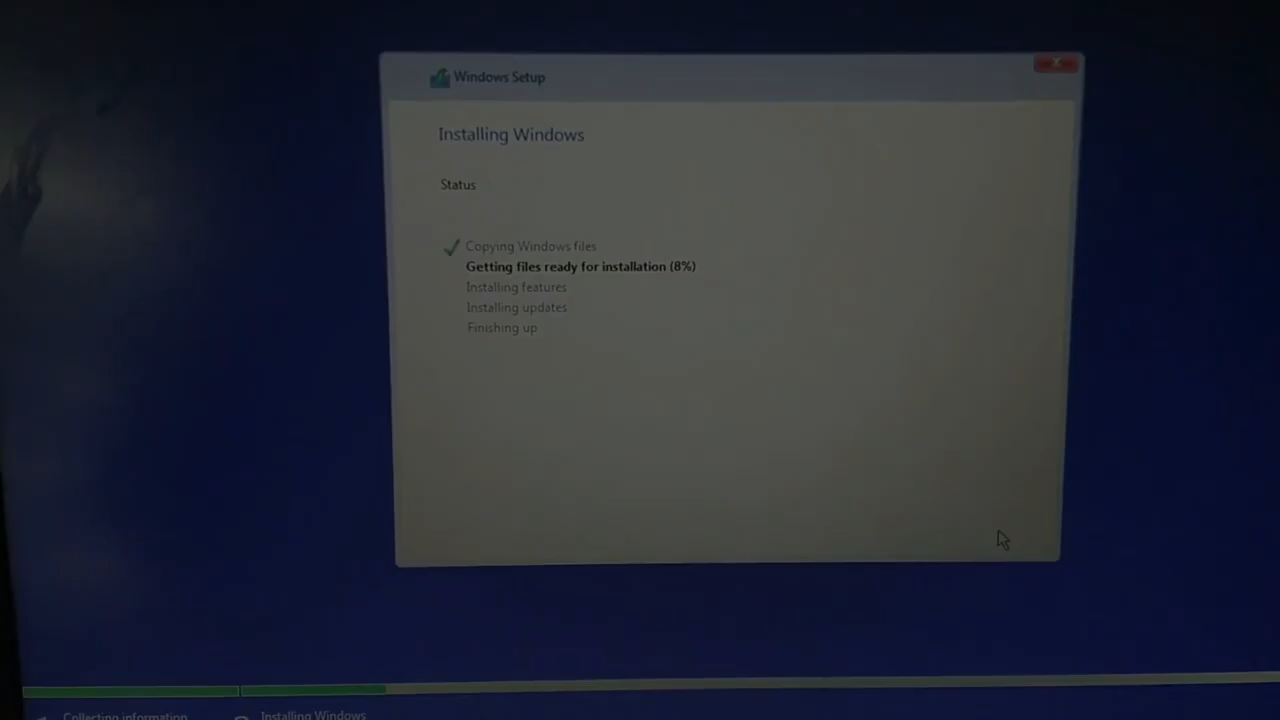 Windows Setup
Installing Windows
Status
Copying Windows files
Getting files ready for installation (8%)
Installing features
Installing updates
Finishing up
Collecting information
Installing Windows